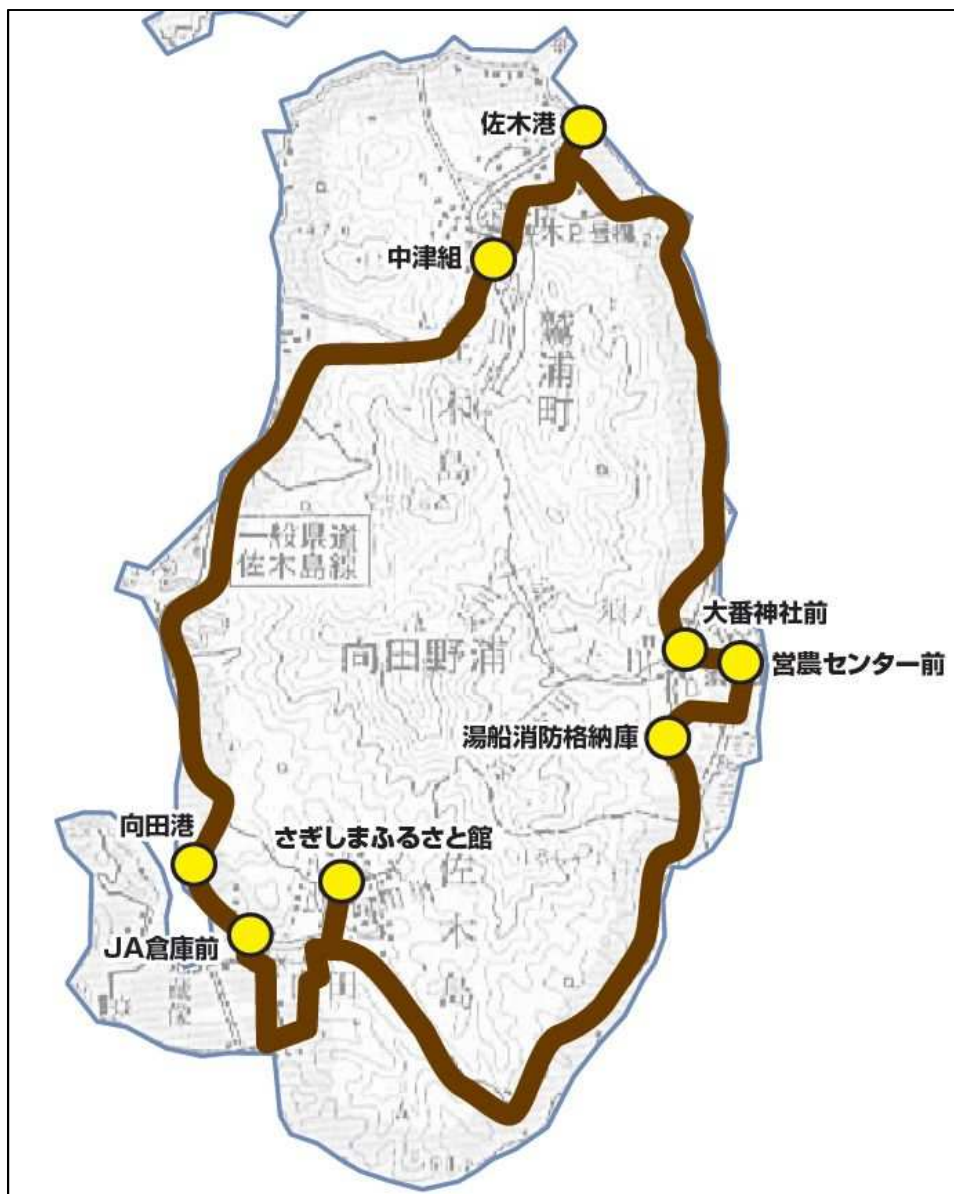 佐木港
中津組
鷺浦町
一般県道
佐木島線
大番神社前
向田野浦
営農センター前
湯船消防格納庫
向田港
さぎしまふるさと館
JA倉庫前
佐木島